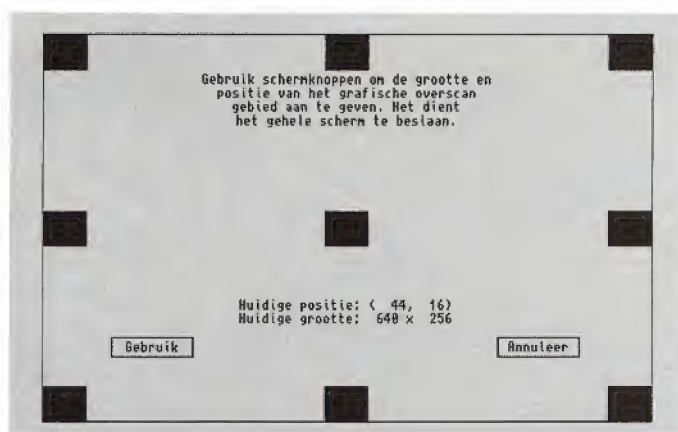 Gebruik schermknoppen om de grootte en
positie van het grafische overscan
gebied aan te geven. Het dient
het gehele scherm te beslaan.
Huidige positie: ( 44, 16)
Huidige grootte: 640 x 256
Gebruik
Annuleer